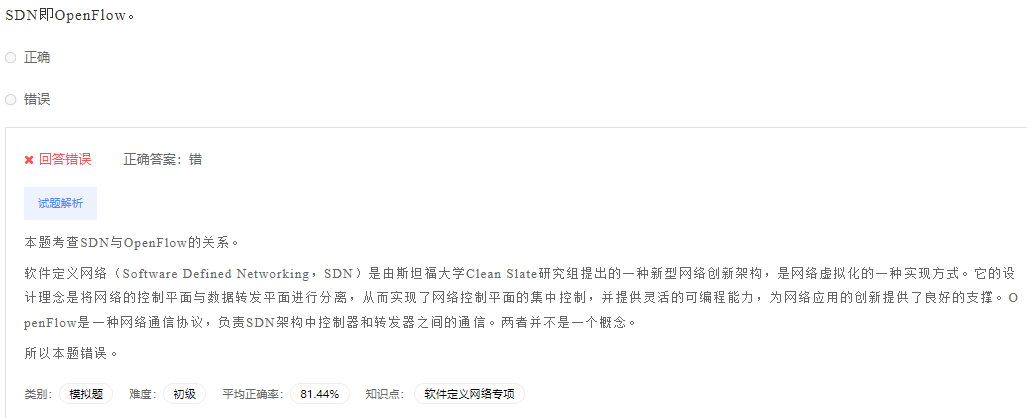 SDN即OpenFlow。
正确
错误
回答错误 正确答案：错
试题解析
本题考查SDN与OpenFlow的关系。
软件定义网络（Software Defined Networking，SDN）是由斯坦福大学Clean Slate研究组提出的一种新型网络创新架构，是网络虚拟化的一种实现方式。它的设
计理念是将网络的控制平面与数据转发平面进行分离，从而实现了网络控制平面的集中控制，并提供灵活的可编程能力，为网络应用的创新提供了良好的支撑。O
penFlow是一种网络通信协议，负责SDN架构中控制器和转发器之间的通信。两者并不是一个概念。
所以本题错误。
类别： 模拟题 难度： 初级 平均正确率： 81.44% 知识点： 软件定义网络专项